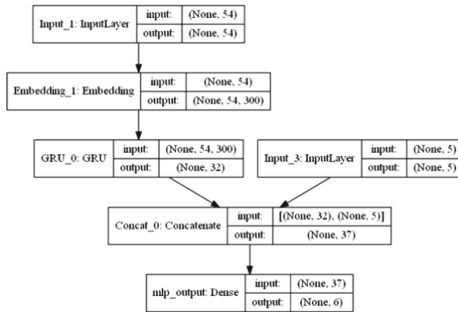 Input_1: InputLayer input: (None, 54)
output: (None, 54)
Embedding_1: Embedding input: (None, 54)
output: (None, 54, 300)
GRU_0: GRU input: (None, 54, 300)
output: (None, 32)
Input_3: InputLayer input: (None, 5)
output: (None, 5)
Concat_0: Concatenate input: [(None, 32), (None, 5)]
output: (None, 37)
mlp_output: Dense input: (None, 37)
output: (None, 6)